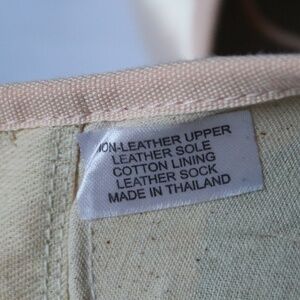 NON-LEATHER UPPER
LEATHER SOLE
COTTON LINING
LEATHER SOCK
MADE IN THAILAND